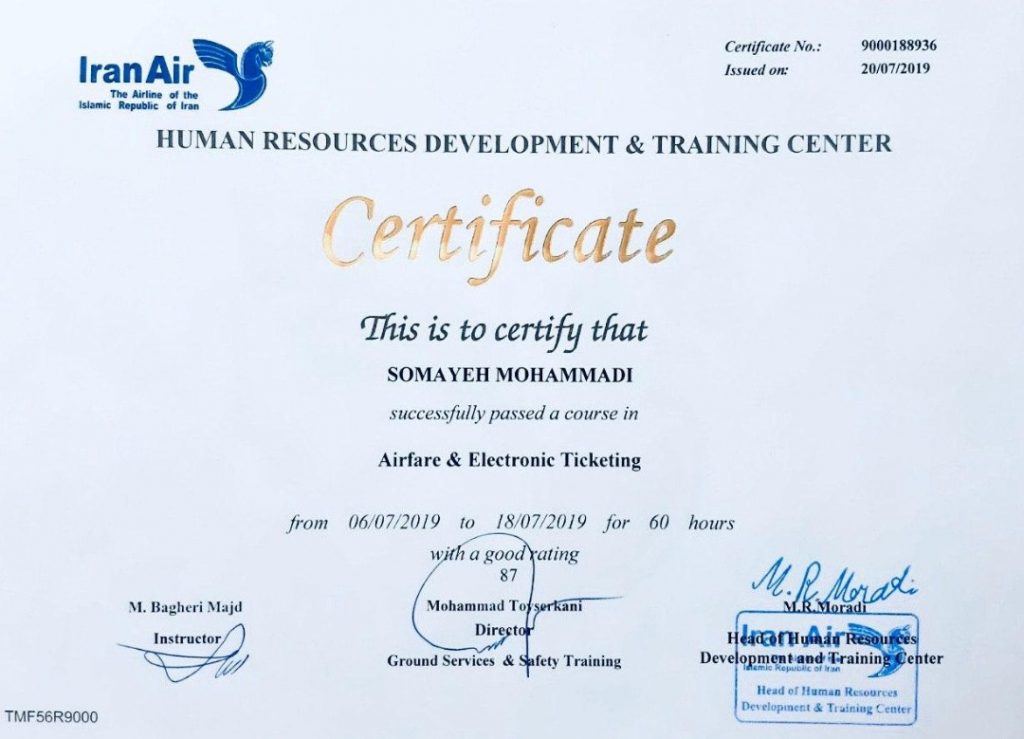 Iran Air
The Airline of the
Islamic Republic of Iran
Certificate No.: 9000188936
Issued on: 20/07/2019
HUMAN RESOURCES DEVELOPMENT & TRAINING CENTER
Certificate
This is to certify that
SOMAYEH MOHAMMADI
successfully passed a course in
Airfare & Electronic Ticketing
from 06/07/2019 to 18/07/2019 for 60 hours
with a good rating
87
M. Bagheri Majd
Instructor
Mohammad Toyserkani
Director
Ground Services & Safety Training
M.R.Moradi
M.R.Moradi
Head of Human Resources
Development and Training Center
Iran Air
Islamic Republic of Iran
Head of Human Resources
Development & Training Center
TMF56R9000